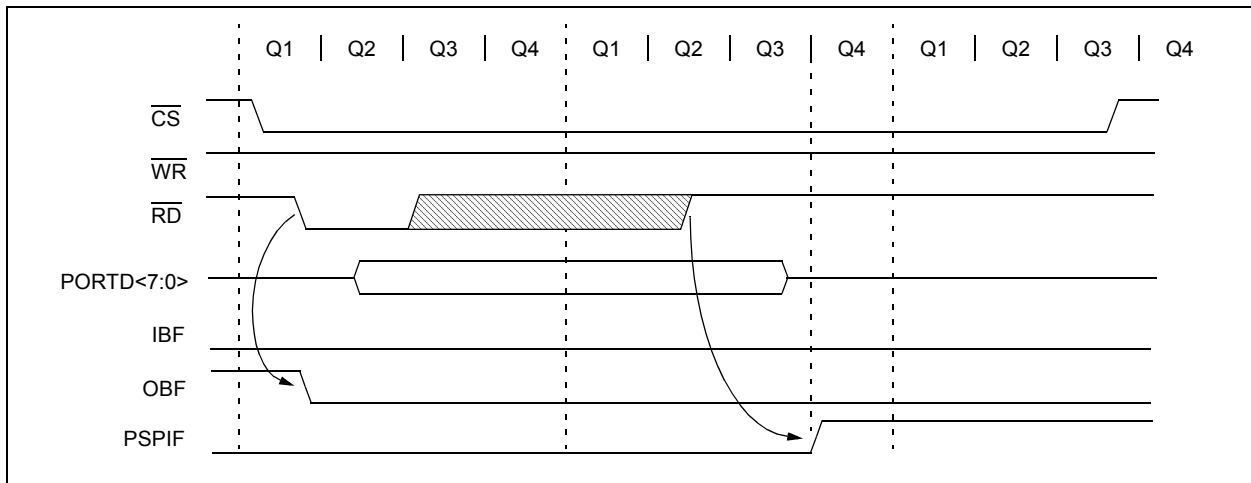 Q1 | Q2 | Q3 | Q4 Q1 | Q2 | Q3 Q4 Q1 | Q2 | Q3 | Q4
CS
WR
RD
PORTD<7:0>
IBF
OBF
PSPIF